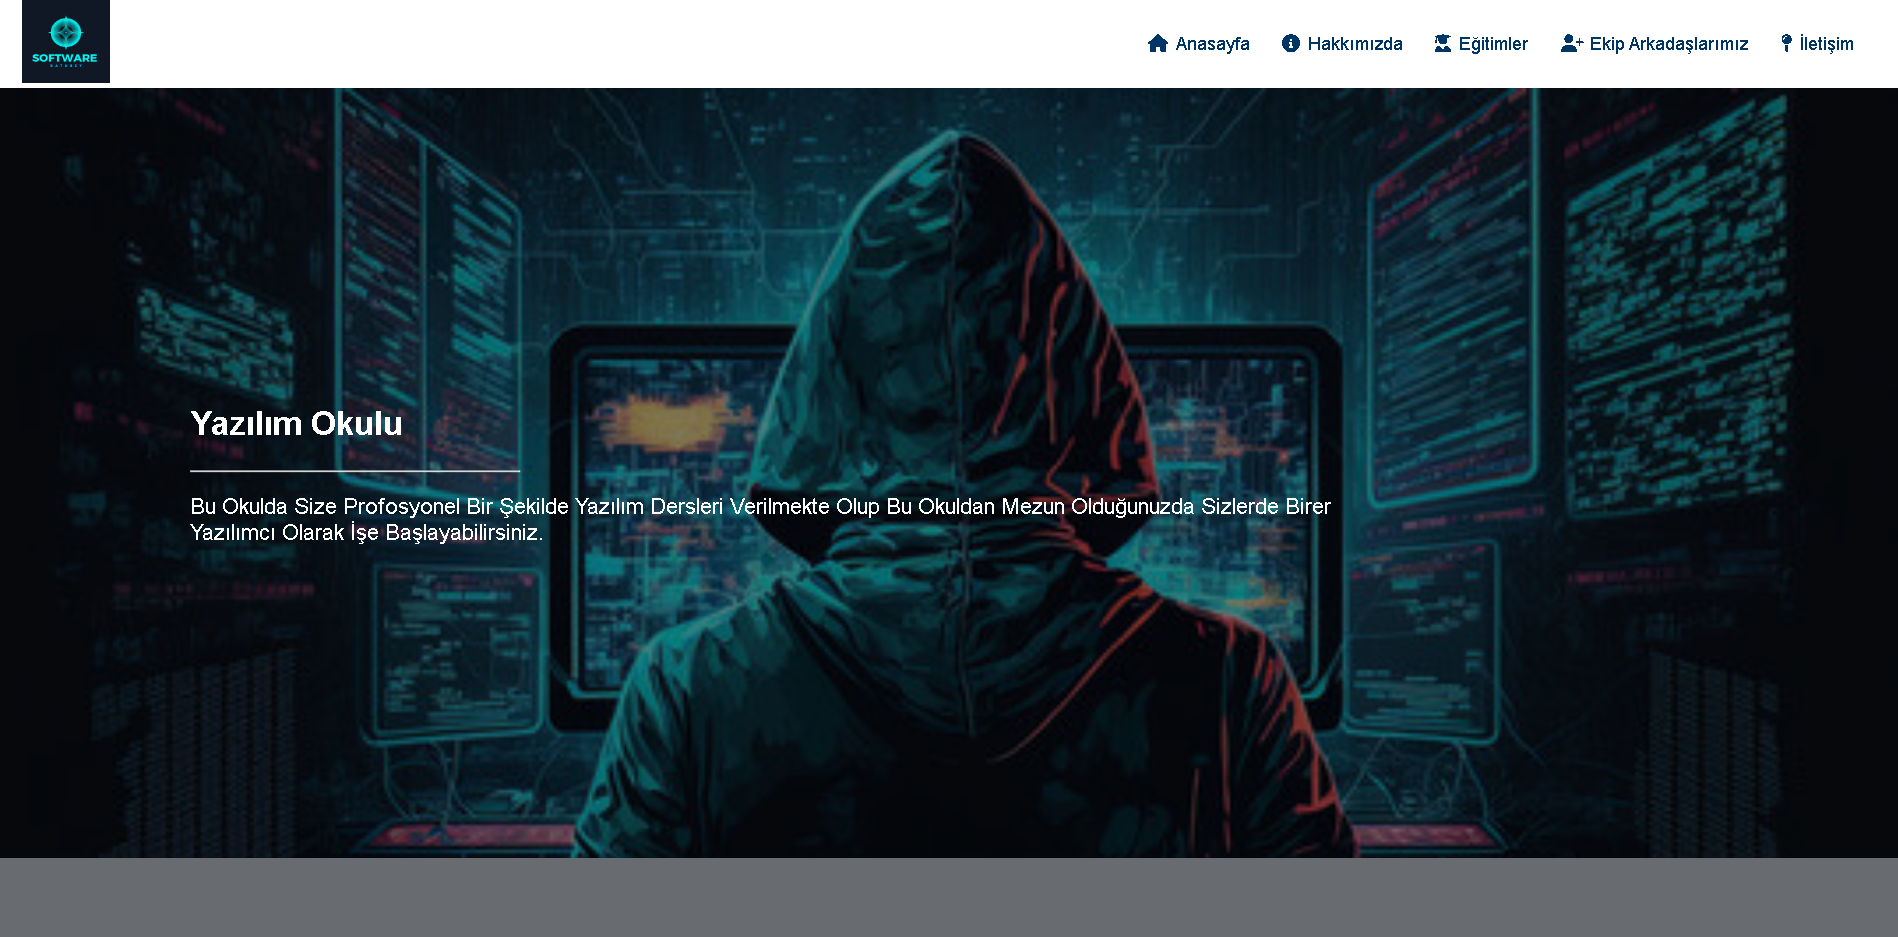 SOFTWARE
Anasayfa
Hakkımızda
Eğitimler
Ekip Arkadaşlarımız
İletişim
Yazılım Okulu
Bu Okulda Size Profosyonel Bir Şekilde Yazılım Dersleri Verilmekte Olup Bu Okuldan Mezun Olduğunuzda Sizlerde Birer
Yazılımcı Olarak İşe Başlayabilirsiniz.